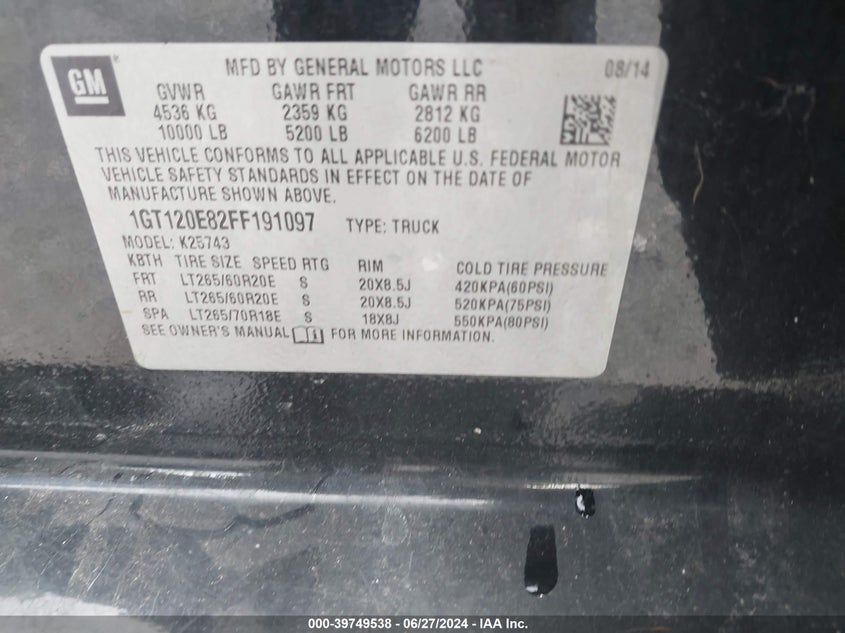 GM
MFD BY GENERAL MOTORS LLC 08/14
GVWR GAWR FRT GAWR RR
4536 KG 2359 KG 2812 KG
10000 LB 5200 LB 6200 LB
THIS VEHICLE CONFORMS TO ALL APPLICABLE U.S. FEDERAL MOTOR
VEHICLE SAFETY STANDARDS IN EFFECT ON THE DATE OF
MANUFACTURE SHOWN ABOVE.
1GT120E82FF191097 TYPE: TRUCK
MODEL: K25743
KBTH TIRE SIZE SPEED RTG RIM COLD TIRE PRESSURE
FRT LT265/60R20E S 20X8.5J 420KPA(60PSI)
RR LT265/60R20E S 20X8.5J 520KPA(75PSI)
SPA LT265/70R18E S 18X8J 550KPA(80PSI)
SEE OWNER'S MANUAL FOR MORE INFORMATION.
000-39749538 - 06/27/2024 - IAA Inc.